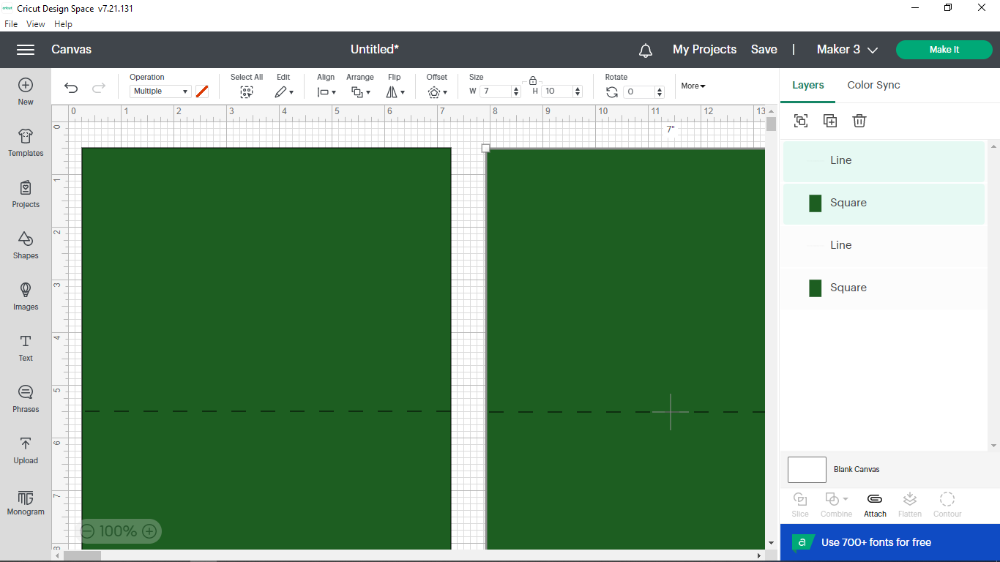 cricut Cricut Design Space v7.21.131
File View Help
Canvas Untitled* My Projects Save | Maker 3 Make It
New
Templates
Projects
Shapes
Images
Text
Phrases
Upload
Monogram
Operation Select All Edit Align Arrange Flip Offset Size Rotate
Multiple W 7 H 10 0 More
0 1 2 3 4 5 6 7 8 9 10 11 12 13
0
1
2
3
4
5
6
7
8
7"
100%
Layers Color Sync
Line
Square
Line
Square
Blank Canvas
Slice Combine Attach Flatten Contour
a Use 700+ fonts for free